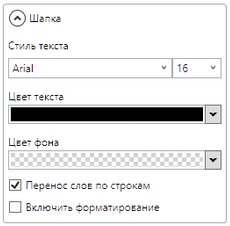 Шапка
Стиль текста
Arial 16
Цвет текста
Цвет фона
Перенос слов по строкам
Включить форматирование